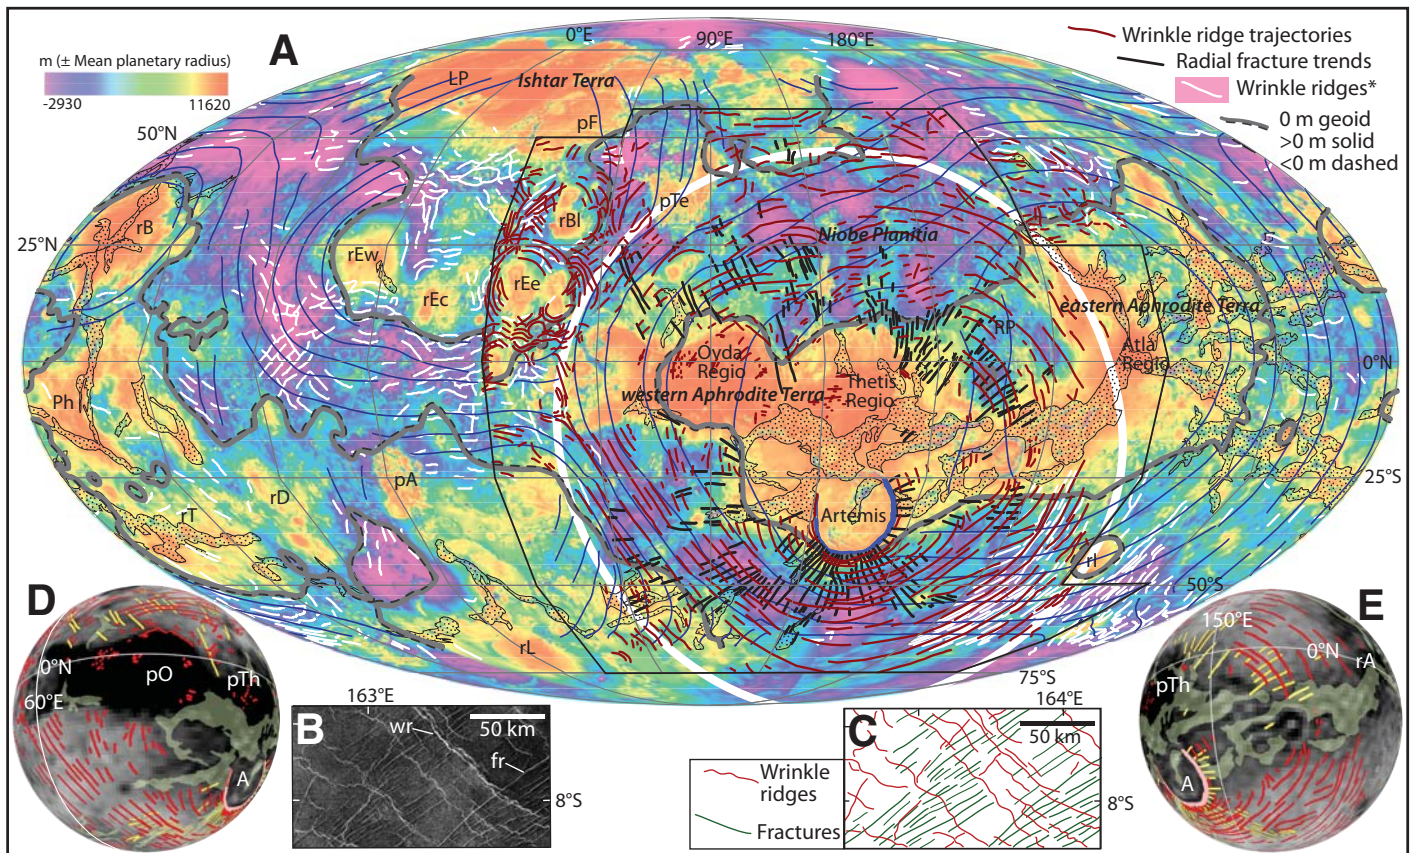 A
0°E
90°E
180°E
m (± Mean planetary radius)
-2930
11620
Wrinkle ridge trajectories
Radial fracture trends
Wrinkle ridges*
0 m geoid
>0 m solid
<0 m dashed
LP
Ishtar Terra
50°N
pF
rB
rBl
pTe
Niobe Planitia
25°N
rEw
rEc
rEe
eastern Aphrodite Terra
RP
Ovda
Regio
Atla
Regio
0°N
Thetis
Regio
western Aphrodite Terra
Ph
pA
25°S
rD
rT
Artemis
rI
50°S
rL
75°S
D
0°N
60°E
pO
pTh
A
163°E
B
wr
50 km
fr
8°S
Wrinkle
ridges
Fractures
164°E
C
50 km
8°S
E
150°E
0°N
rA
pTh
A